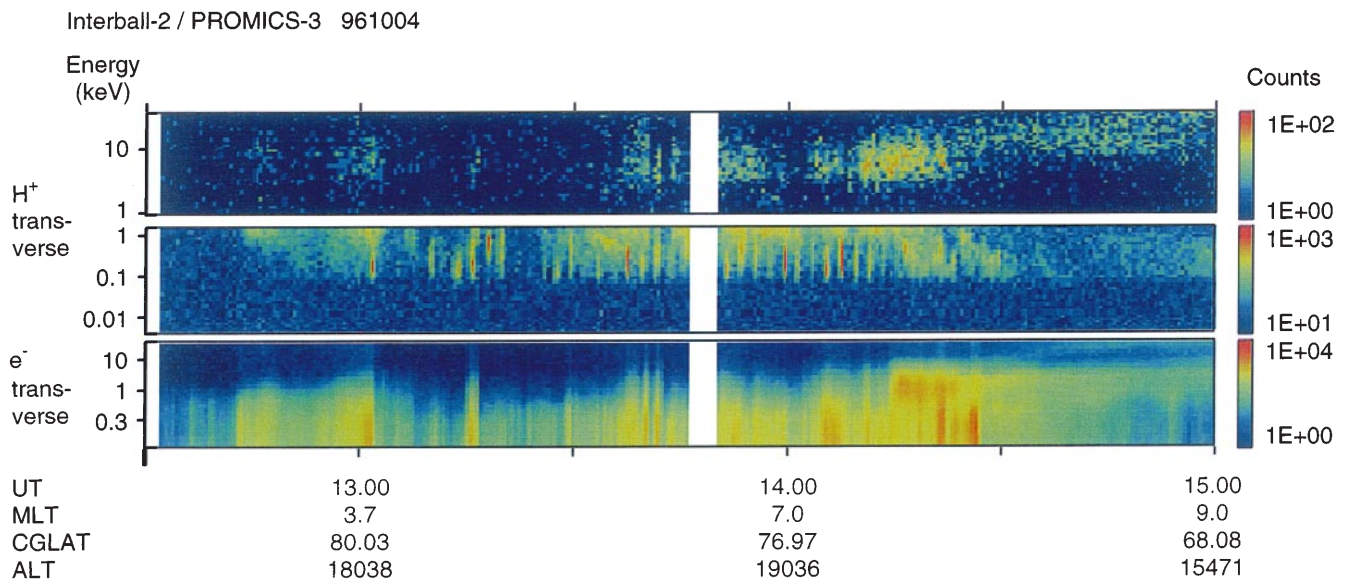 Interball-2 / PROMICS-3 961004
Energy
(keV)
Counts
10
1
H+
trans-
verse
1E+02
1E+00
1
0.1
0.01
1E+03
1E+01
e-
trans-
verse
10
1
0.3
1E+04
1E+00
UT 13.00 14.00 15.00
MLT 3.7 7.0 9.0
CGLAT 80.03 76.97 68.08
ALT 18038 19036 15471